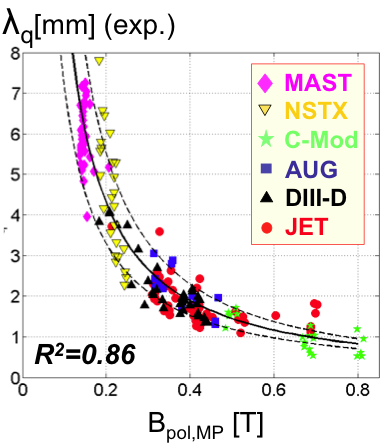 λq[mm] (exp.)
8
7
6
5
4
3
2
1
0
MAST
NSTX
C-Mod
AUG
DIII-D
JET
R²=0.86
0 0.2 0.4 0.6 0.8
Bpol,MP [T]